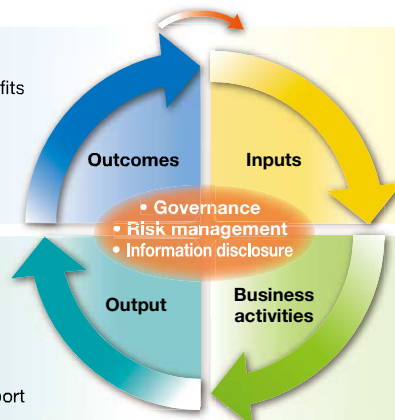 fits
Outcomes
Inputs
• Governance
• Risk management
• Information disclosure
Output
Business
activities
port